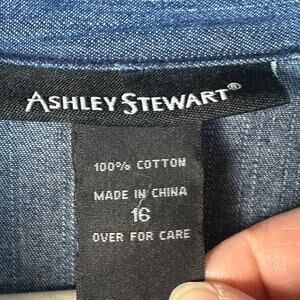 ASHLEY STEWART®
100% COTTON
MADE IN CHINA
16
OVER FOR CARE